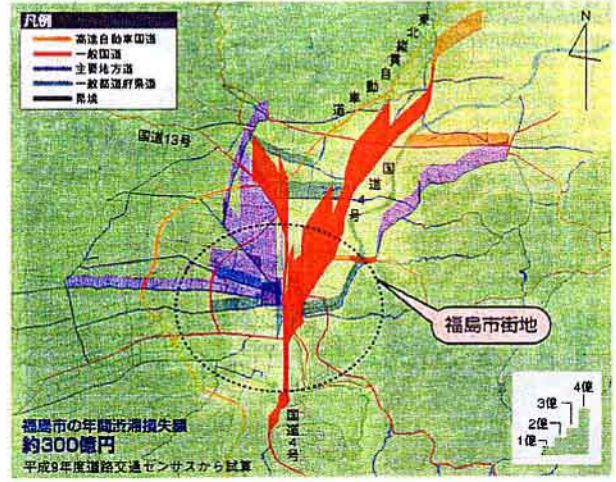 凡例
高速自動車国道
一般国道
主要地方道
一般都道府県道
県境
東北縦貫自動車道
N
国道13号
国道4号
福島市街地
国道4号
4億
3億
2億
1億
福島市の年間渋滞損失額
約300億円
平成9年度道路交通センサスから試算